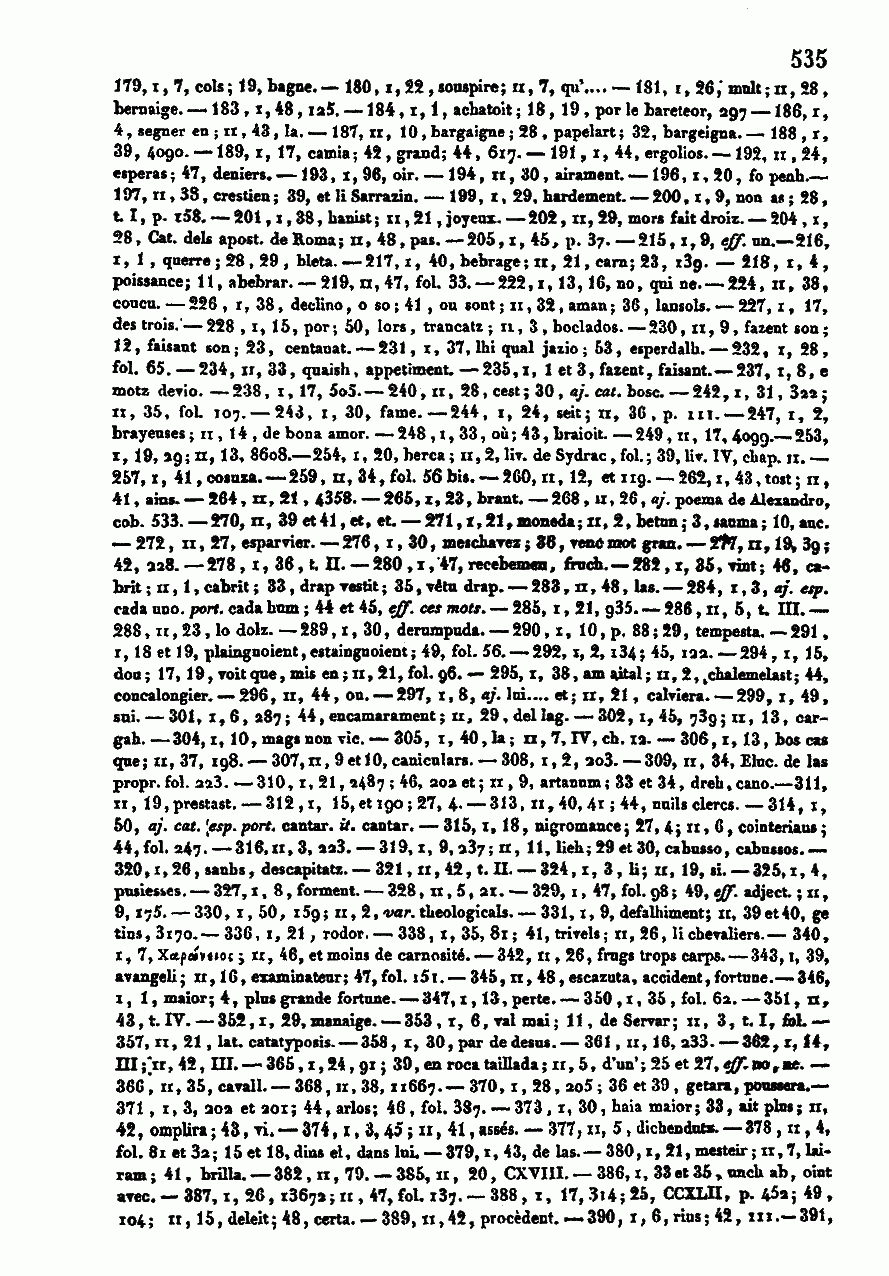 535
179, I, 7, cols; 19, bagne. — 180, I, 22, souspire; II, 7, qu'.... — 181, I, 26, mult; II, 28,
bernaige. — 183, I, 48, 125. — 184, I, 1, achatoit; 18, 19, por le bareteor, 297 — 186, I,
4, segner en; II, 43, la. — 187, II, 10, bargaigne; 28, papelart; 32, bargeigna. — 188, I,
39, 4090. — 189, I, 17, camia; 42, grand; 44, 617. — 191, I, 44, ergolios. — 192, II, 24,
esperas; 47, deniers. — 193, I, 96, oir. — 194, II, 30, airament. — 196, I, 20, fo penh. —
197, II, 38, crestien; 39, et li Sarrazin. — 199, I, 29, hardement. — 200, I, 9, non as; 28,
t. I, p. 158. — 201, I, 38, hanist; II, 21, joyeux. — 202, II, 29, mors fait droiz. — 204, I,
28, Cat. dels apost. de Roma; II, 48, pas. — 205, I, 45, p. 37. — 215, I, 9, eff. un. — 216,
I, 1, querre; 28, 29, bleta. — 217, I, 40, bebrage; II, 21, carn; 23, 139. — 218, I, 4,
poissance; 11, abebrar. — 219, II, 47, fol. 33. — 222, I, 13, 16, no, qui ne. — 224, II, 38,
concu. — 226, I, 38, declino, o so; 41, ou sont; II, 32, aman; 36, lansols. — 227, I, 17,
des trois. — 228, I, 15, por; 50, lors, trancatz; II, 3, boclados. — 230, II, 9, fazent son;
12, faisant son; 23, centanat. — 231, I, 37, lhi qual jazio; 53, esperdalh. — 232, I, 28,
fol. 65. — 234, II, 33, quaish, appetiment. — 235, I, 1 et 3, fazent, faisant. — 237, I, 8, e
motz devio. — 238, I, 17, 505. — 240, II, 28, cest; 30, aj. cat. bosc. — 242, I, 31, 322;
II, 35, fol. 107. — 243, I, 30, fame. — 244, I, 24, seit; II, 36, p. III. — 247, I, 2,
brayenses; II, 14, de bona amor. — 248, I, 33, où; 43, braioit. — 249, II, 17, 4099. — 253,
I, 19, 29; II, 13, 8608. — 254, I, 20, berca; II, 2, liv. de Sydrac, fol.; 39, liv. IV, chap. II. —
257, I, 41, cosuza. — 259, II, 34, fol. 56 bis. — 260, II, 12, et 119. — 262, I, 43, tost; II,
41, ains. — 264, II, 21, 4358. — 265, I, 23, brant. — 268, II, 26, aj. poema de Alexandro,
cob. 533. — 270, II, 39 et 41, et, et. — 271, I, 21, moneda; II, 2, betun; 3, sauma; 10, anc.
— 272, II, 27, esparvier. — 276, I, 30, meschavez; 36, vene mot gran. — 277, II, 19, 39;
42, 228. — 278, I, 36, t. II. — 280, I, 47, recebemen, fruch. — 282, I, 35, vint; 46, ca-
brit; II, 1, cabrit; 33, drap vestit; 35, vêtu drap. — 283, II, 48, las. — 284, I, 3, aj. esp.
cada uno. port. cada hum; 44 et 45, eff. ces mots. — 285, I, 21, 935. — 286, II, 5, t. III. —
288, II, 23, lo dolz. — 289, I, 30, derumpuda. — 290, I, 10, p. 88; 29, tempesta. — 291,
I, 18 et 19, plaingnoient, estaingnoient; 49, fol. 56. — 292, I, 2, 134; 45, 122. — 294, I, 15,
don; 17, 19, voit que, mis en; II, 21, fol. 96. — 295, I, 38, am aital; II, 2, chalemelast; 44,
concalongier. — 296, II, 44, on. — 297, I, 8, aj. lui.... et; II, 21, calviera. — 299, I, 49,
sui. — 301, I, 6, 287; 44, encamarament; II, 29, del lag. — 302, I, 45, 739; II, 13, car-
gah. — 304, I, 10, mags non vic. — 305, I, 40, la; II, 7, IV, ch. 12. — 306, I, 13, bos cas
que; II, 37, 198. — 307, II, 9 et 10, caniculars. — 308, I, 2, 203. — 309, II, 34, Eluc. de las
propr. fol. 223. — 310, I, 21, 2487; 46, 202 et; II, 9, artanum; 33 et 34, dreh, cano. — 311,
II, 19, prestast. — 312, I, 15, et 190; 27, 4. — 313, II, 40, 41; 44, nuils clercs. — 314, I,
50, aj. cat. esp. port. cantar. it. cantar. — 315, I, 18, nigromance; 27, 4; II, 6, cointerians;
44, fol. 247. — 316, II, 3, 223. — 319, I, 9, 237; II, 11, lieh; 29 et 30, cabusso, cabussos. —
320, I, 26, sanhs, descapitatz. — 321, II, 42, t. II. — 324, I, 3, li; II, 19, si. — 325, I, 4,
pusiesses. — 327, I, 8, forment. — 328, II, 5, 21. — 329, I, 47, fol. 98; 49, eff. adject.; II,
9, 175. — 330, I, 50, 159; II, 2, var. theologicals. — 331, I, 9, defalhiment; II, 39 et 40, ge
tins, 3170. — 336, I, 21, rodor. — 338, I, 35, 81; 41, trivels; II, 26, li chevaliers. — 340,
I, 7, ; II, 46, et moins de carnosité. — 342, II, 26, frugs trops carps. — 343, I, 39,
avangeli; II, 16, examinateur; 47, fol. 151. — 345, II, 48, escazuta, accident, fortune. — 346,
I, 1, maior; 4, plus grande fortune. — 347, I, 13, perte. — 350, I, 35, fol. 62. — 351, II,
43, t. IV. — 352, I, 29, manaige. — 353, I, 6, val mai; 11, de Servar; II, 3, t. I, fol. —
357, II, 21, lat. catatyposis. — 358, I, 30, par de desus. — 361, II, 16, 233. — 362, I, 14,
III; II, 42, III. — 365, I, 24, 91; 39, en roca taillada; II, 5, d'un'; 25 et 27, eff. no, ne. —
366, II, 35, cavall. — 368, II, 38, 11667. — 370, I, 28, 205; 36 et 39, getara, poussera. —
371, I, 3, 202 et 201; 44, arlos; 46, fol. 387. — 373, I, 30, haia maior; 33, ait plus; II,
42, omplira; 43, vi. — 374, I, 3, 45; II, 41, assés. — 377, II, 5, dichendutz. — 378, II, 4,
fol. 81 et 32; 15 et 18, dins el, dans lui. — 379, I, 43, de las. — 380, I, 21, mesteir; II, 7, lai-
ram; 41, brilla. — 382, II, 79. — 385, II, 20, CXVIII. — 386, I, 33 et 35, unch ab, oint
avec. — 387, I, 26, 13672; II, 47, fol. 137. — 388, I, 17, 314; 25, CCXLII, p. 452; 49,
104; II, 15, deleit; 48, certa. — 389, II, 42, procèdent. — 390, I, 6, rius; 42, III. — 391,